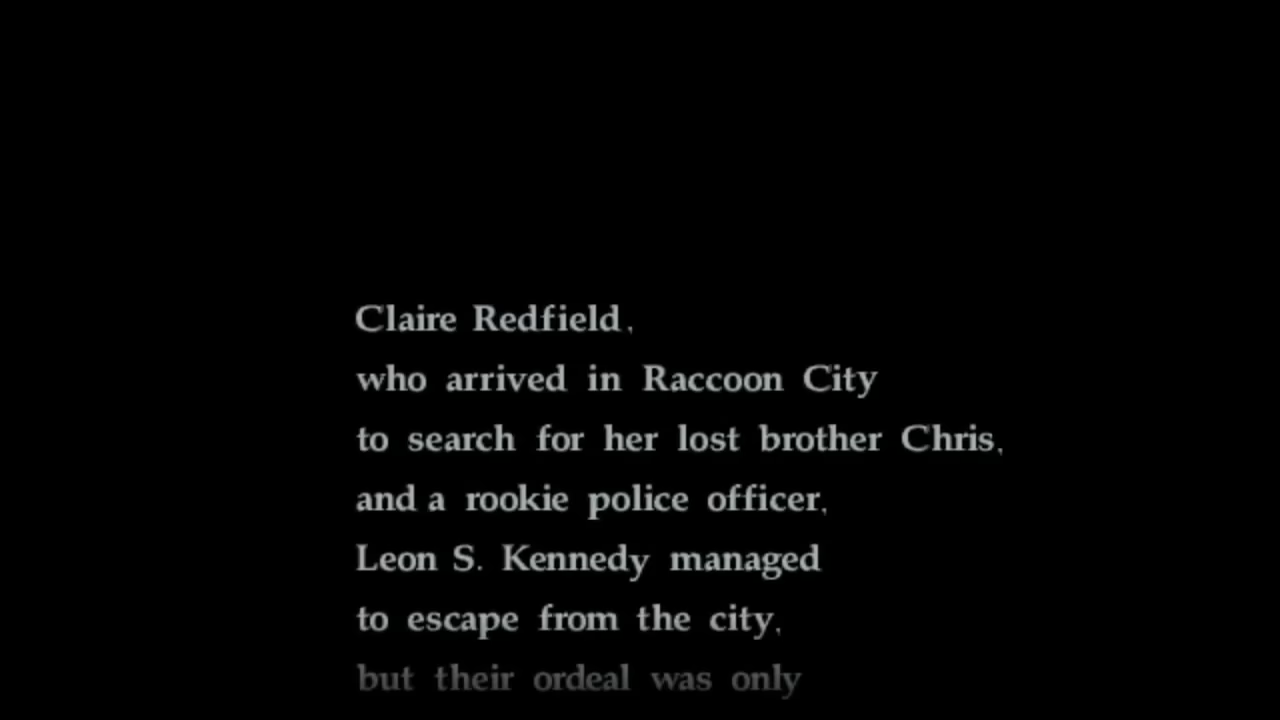 Claire Redfield,
who arrived in Raccoon City
to search for her lost brother Chris,
and a rookie police officer,
Leon S. Kennedy managed
to escape from the city,
but their ordeal was only